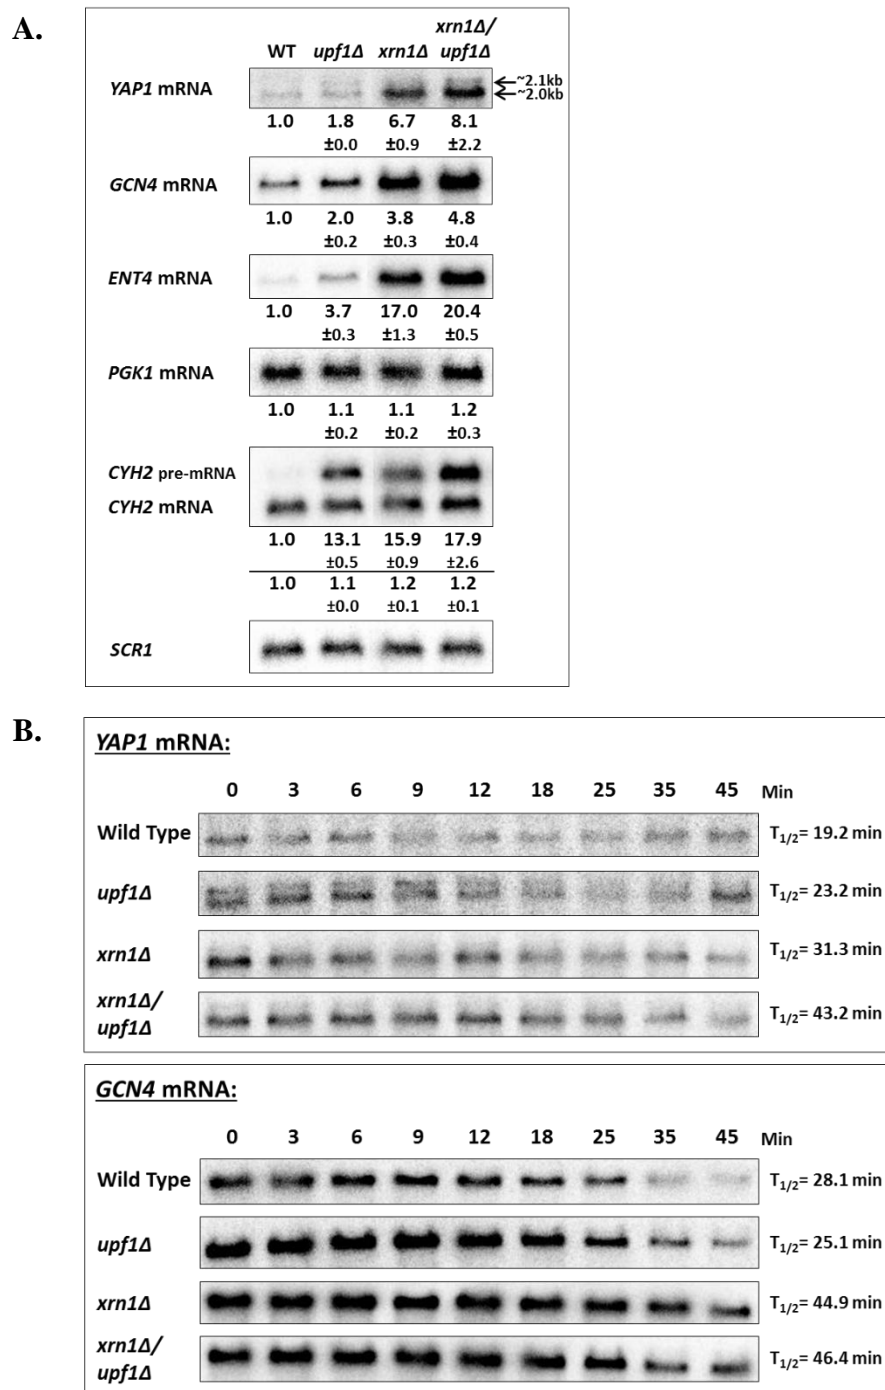 A.
WT upf1Δ xrn1Δ xrn1Δ/
upf1Δ
YAP1 mRNA
~2.1kb
~2.0kb
1.0 1.8 6.7 8.1
±0.0 ±0.9 ±2.2
GCN4 mRNA
1.0 2.0 3.8 4.8
±0.2 ±0.3 ±0.4
ENT4 mRNA
1.0 3.7 17.0 20.4
±0.3 ±1.3 ±0.5
PGK1 mRNA
1.0 1.1 1.1 1.2
±0.2 ±0.2 ±0.3
CYH2 pre-mRNA
CYH2 mRNA
1.0 13.1 15.9 17.9
±0.5 ±0.9 ±2.6
1.0 1.1 1.2 1.2
±0.0 ±0.1 ±0.1
SCR1
B.
YAP1 mRNA:
0 3 6 9 12 18 25 35 45 Min
Wild Type T1/2= 19.2 min
upf1Δ T1/2= 23.2 min
xrn1Δ T1/2= 31.3 min
xrn1Δ/
upf1Δ T1/2= 43.2 min
GCN4 mRNA:
0 3 6 9 12 18 25 35 45 Min
Wild Type T1/2= 28.1 min
upf1Δ T1/2= 25.1 min
xrn1Δ T1/2= 44.9 min
xrn1Δ/
upf1Δ T1/2= 46.4 min